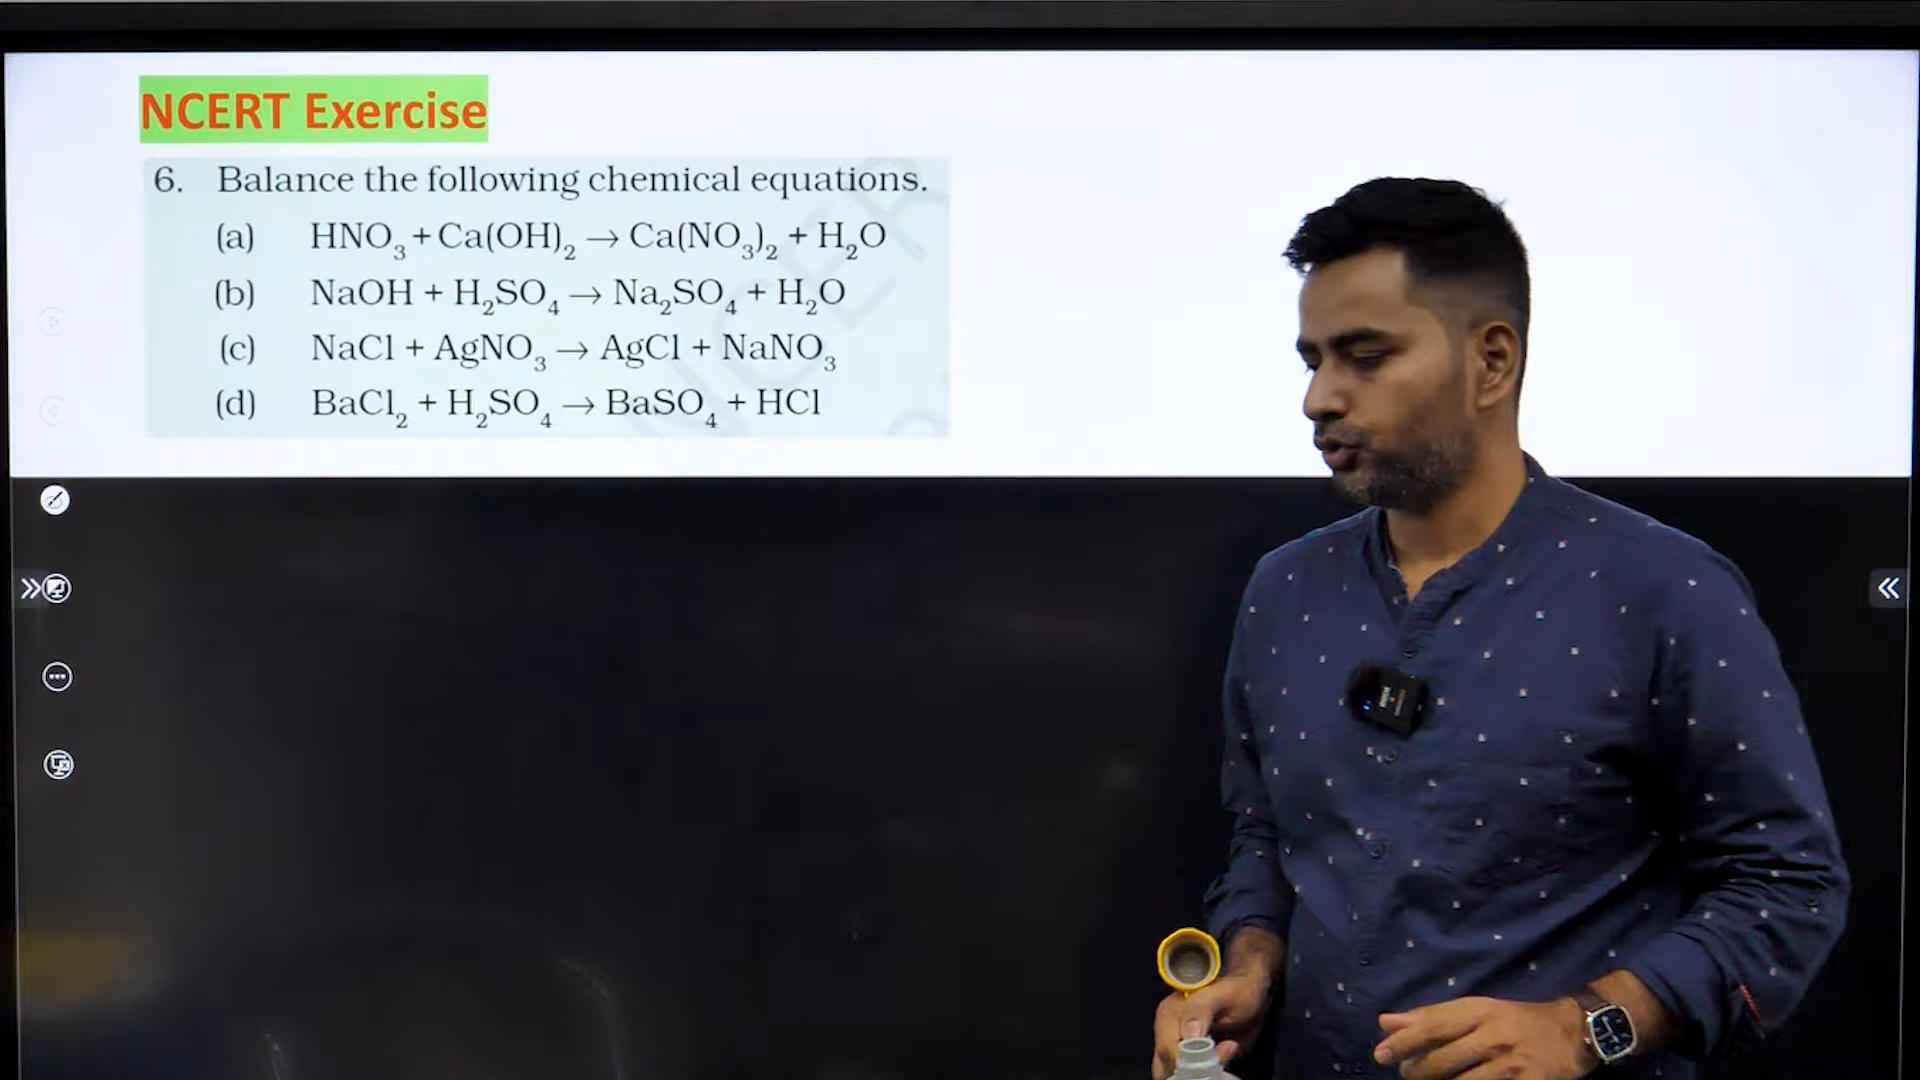 NCERT Exercise
6. Balance the following chemical equations.
(a) HNO₃ + Ca(OH)₂ → Ca(NO₃)₂ + H₂O
(b) NaOH + H₂SO₄ → Na₂SO₄ + H₂O
(c) NaCl + AgNO₃ → AgCl + NaNO₃
(d) BaCl₂ + H₂SO₄ → BaSO₄ + HCl
NCER